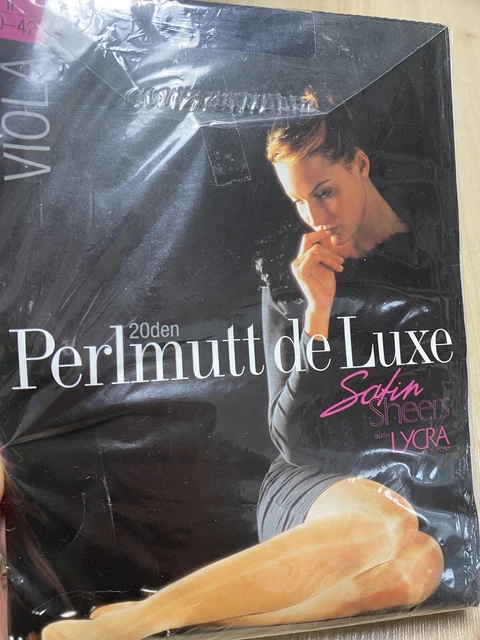 VIOLA
20den
Perlmutt de Luxe
Satin
Sheers
WITH LYCRA